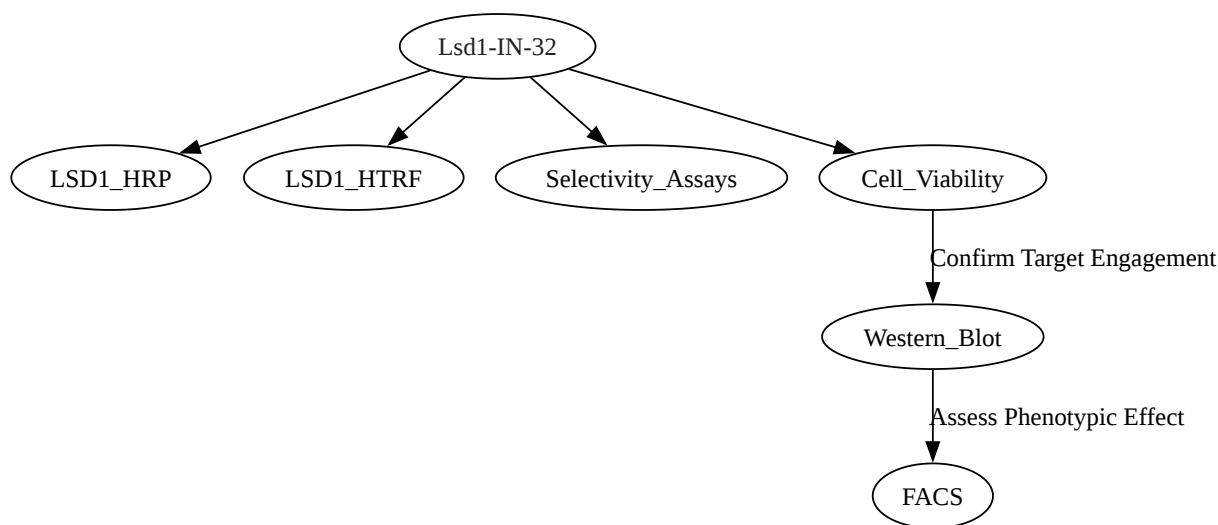 Lsd1-IN-32
LSD1_HRP
LSD1_HTRF
Selectivity_Assays
Cell_Viability
Confirm Target Engagement
Western_Blot
Assess Phenotypic Effect
FACS